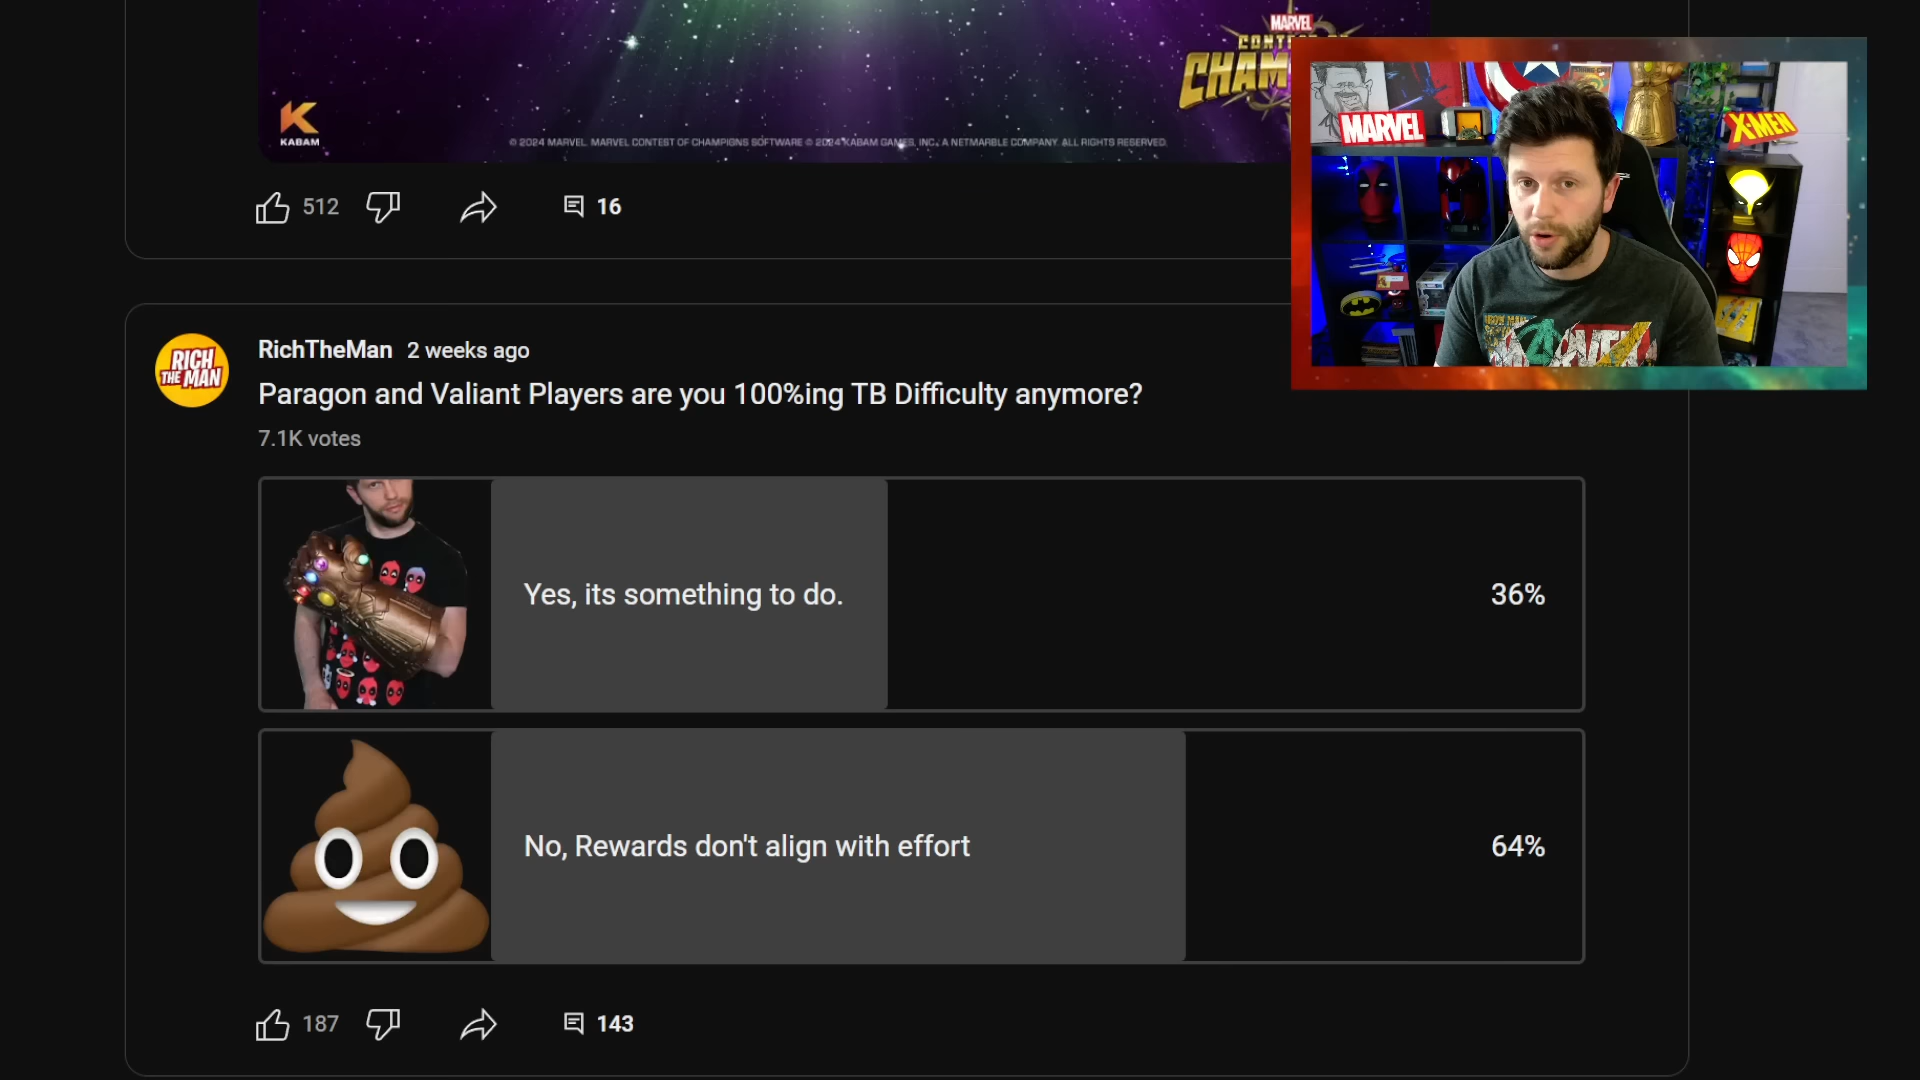 MARVEL
CHAM
K
KABAM
© 2024 MARVEL. MARVEL CONTEST OF CHAMPIONS SOFTWARE © 2024 KABAM GAMES, INC., A NETMARBLE COMPANY. ALL RIGHTS RESERVED.
MARVEL
X-MEN
512
16
RICH
THE MAN
RichTheMan 2 weeks ago
Paragon and Valiant Players are you 100%ing TB Difficulty anymore?
7.1K votes
Yes, its something to do.
36%
No, Rewards don't align with effort
64%
187
143